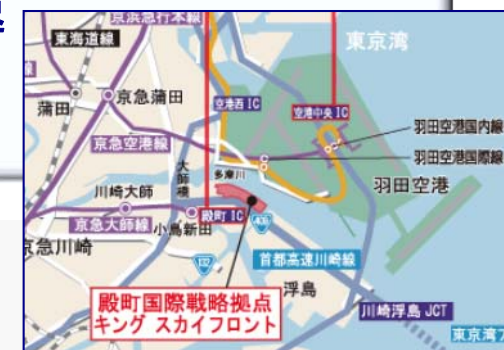 京浜急行本線
東海道線
東京湾
空港西 IC
空港中央 IC
蒲田
京急蒲田
羽田空港国内線
京急空港線
羽田空港国際線
大師橋
多摩川
羽田空港
川崎大師
殿町 IC
京急大師線
小島新田
409
京急川崎
首都高速川崎線
132
浮島
殿町国際戦略拠点
キング スカイフロント
川崎浮島 JCT
東京湾ア